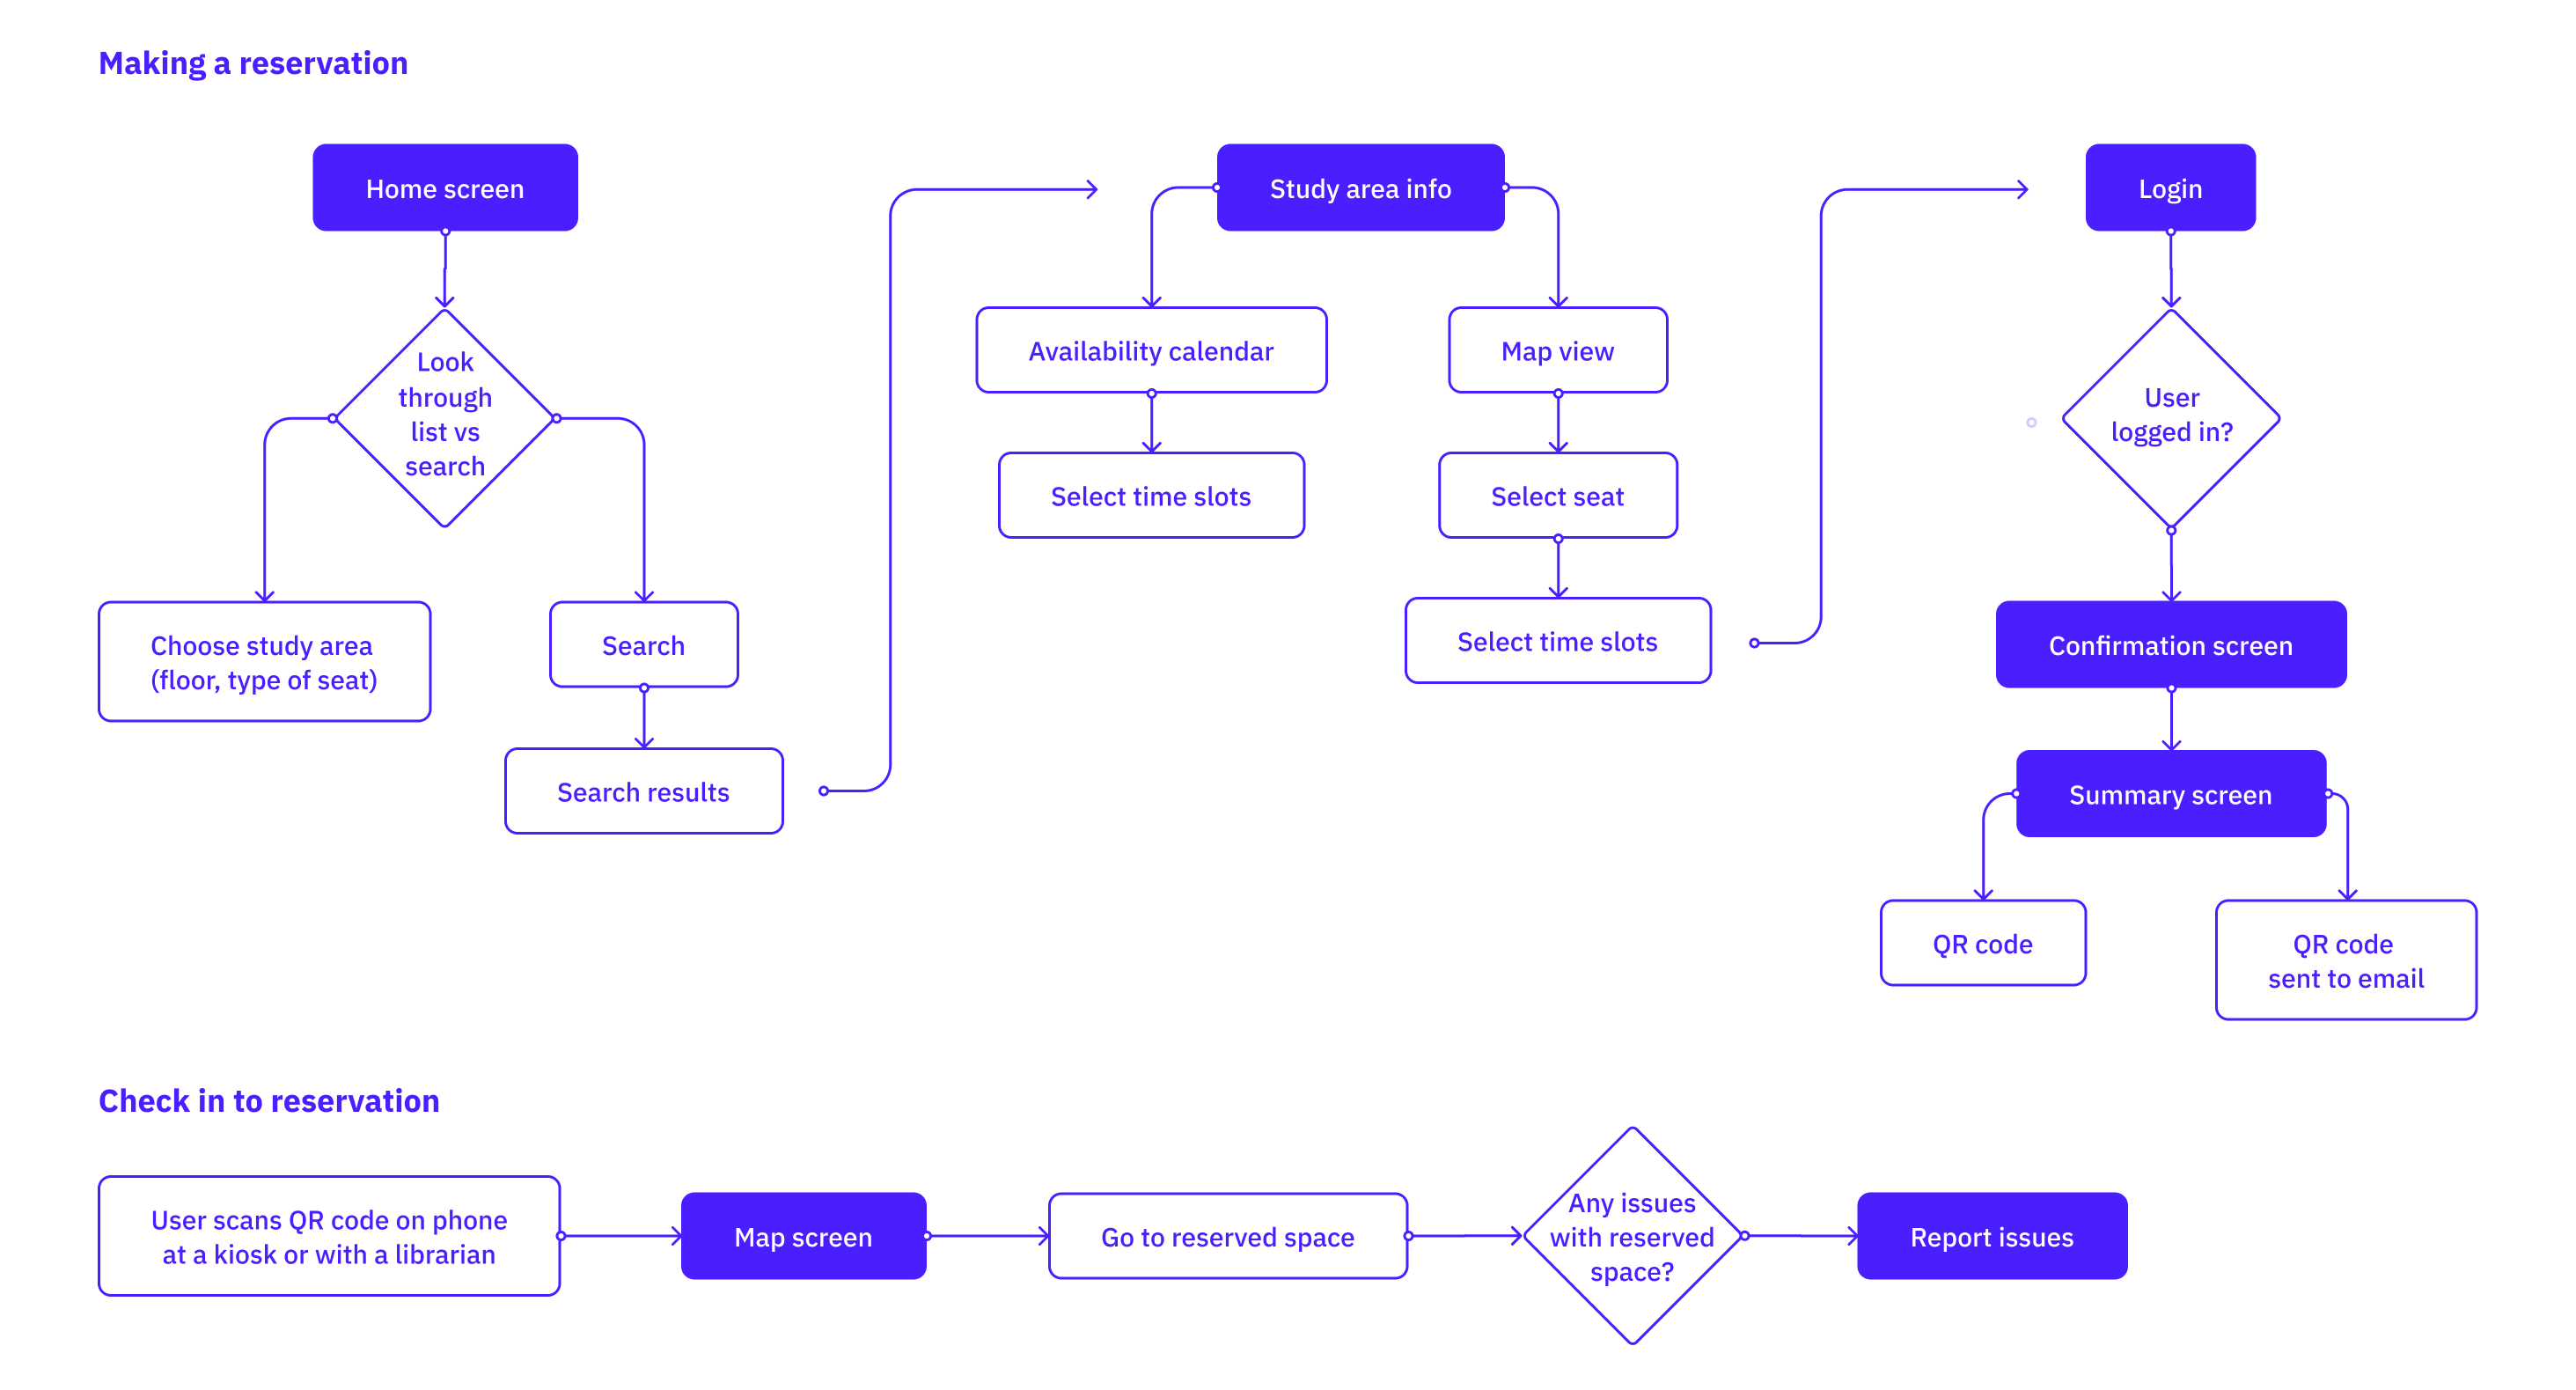 Making a reservation
Home screen
Look
through
list vs
search
Choose study area
(floor, type of seat)
Search
Search results
Study area info
Availability calendar
Select time slots
Map view
Select seat
Select time slots
Login
User
logged in?
Confirmation screen
Summary screen
QR code
QR code
sent to email
Check in to reservation
User scans QR code on phone
at a kiosk or with a librarian
Map screen
Go to reserved space
Any issues
with reserved
space?
Report issues